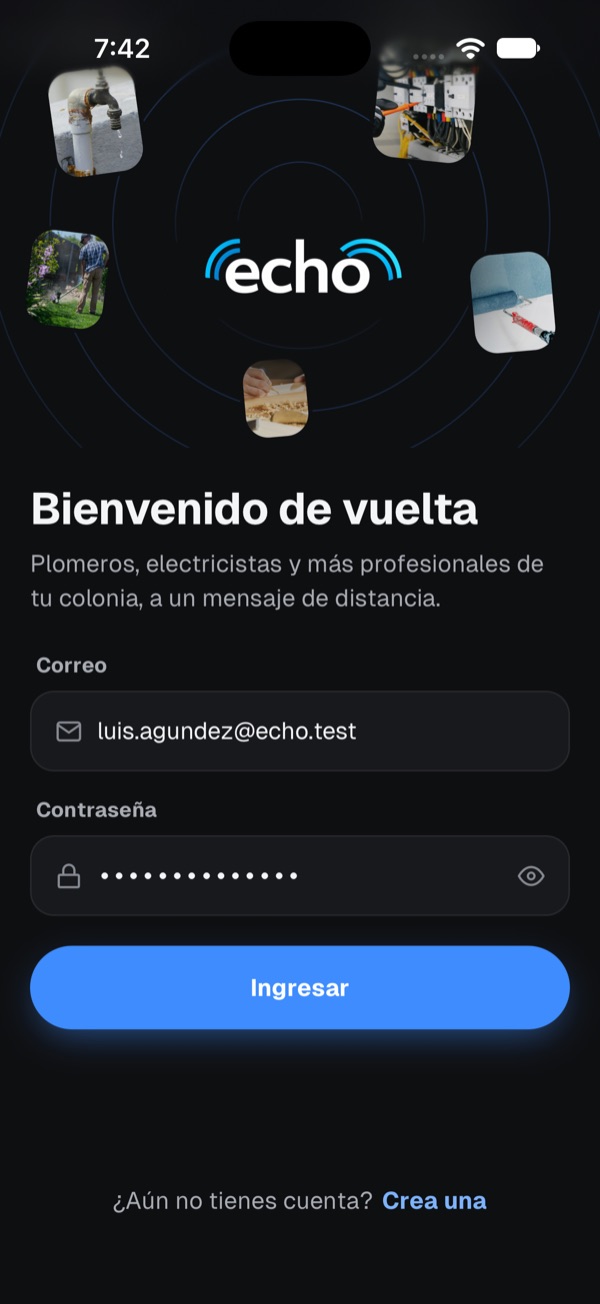 7:42
echo
Bienvenido de vuelta
Plomeros, electricistas y más profesionales de
tu colonia, a un mensaje de distancia.
Correo
luis.agundez@echo.test
Contraseña
••••••••••••••
Ingresar
¿Aún no tienes cuenta? Crea una